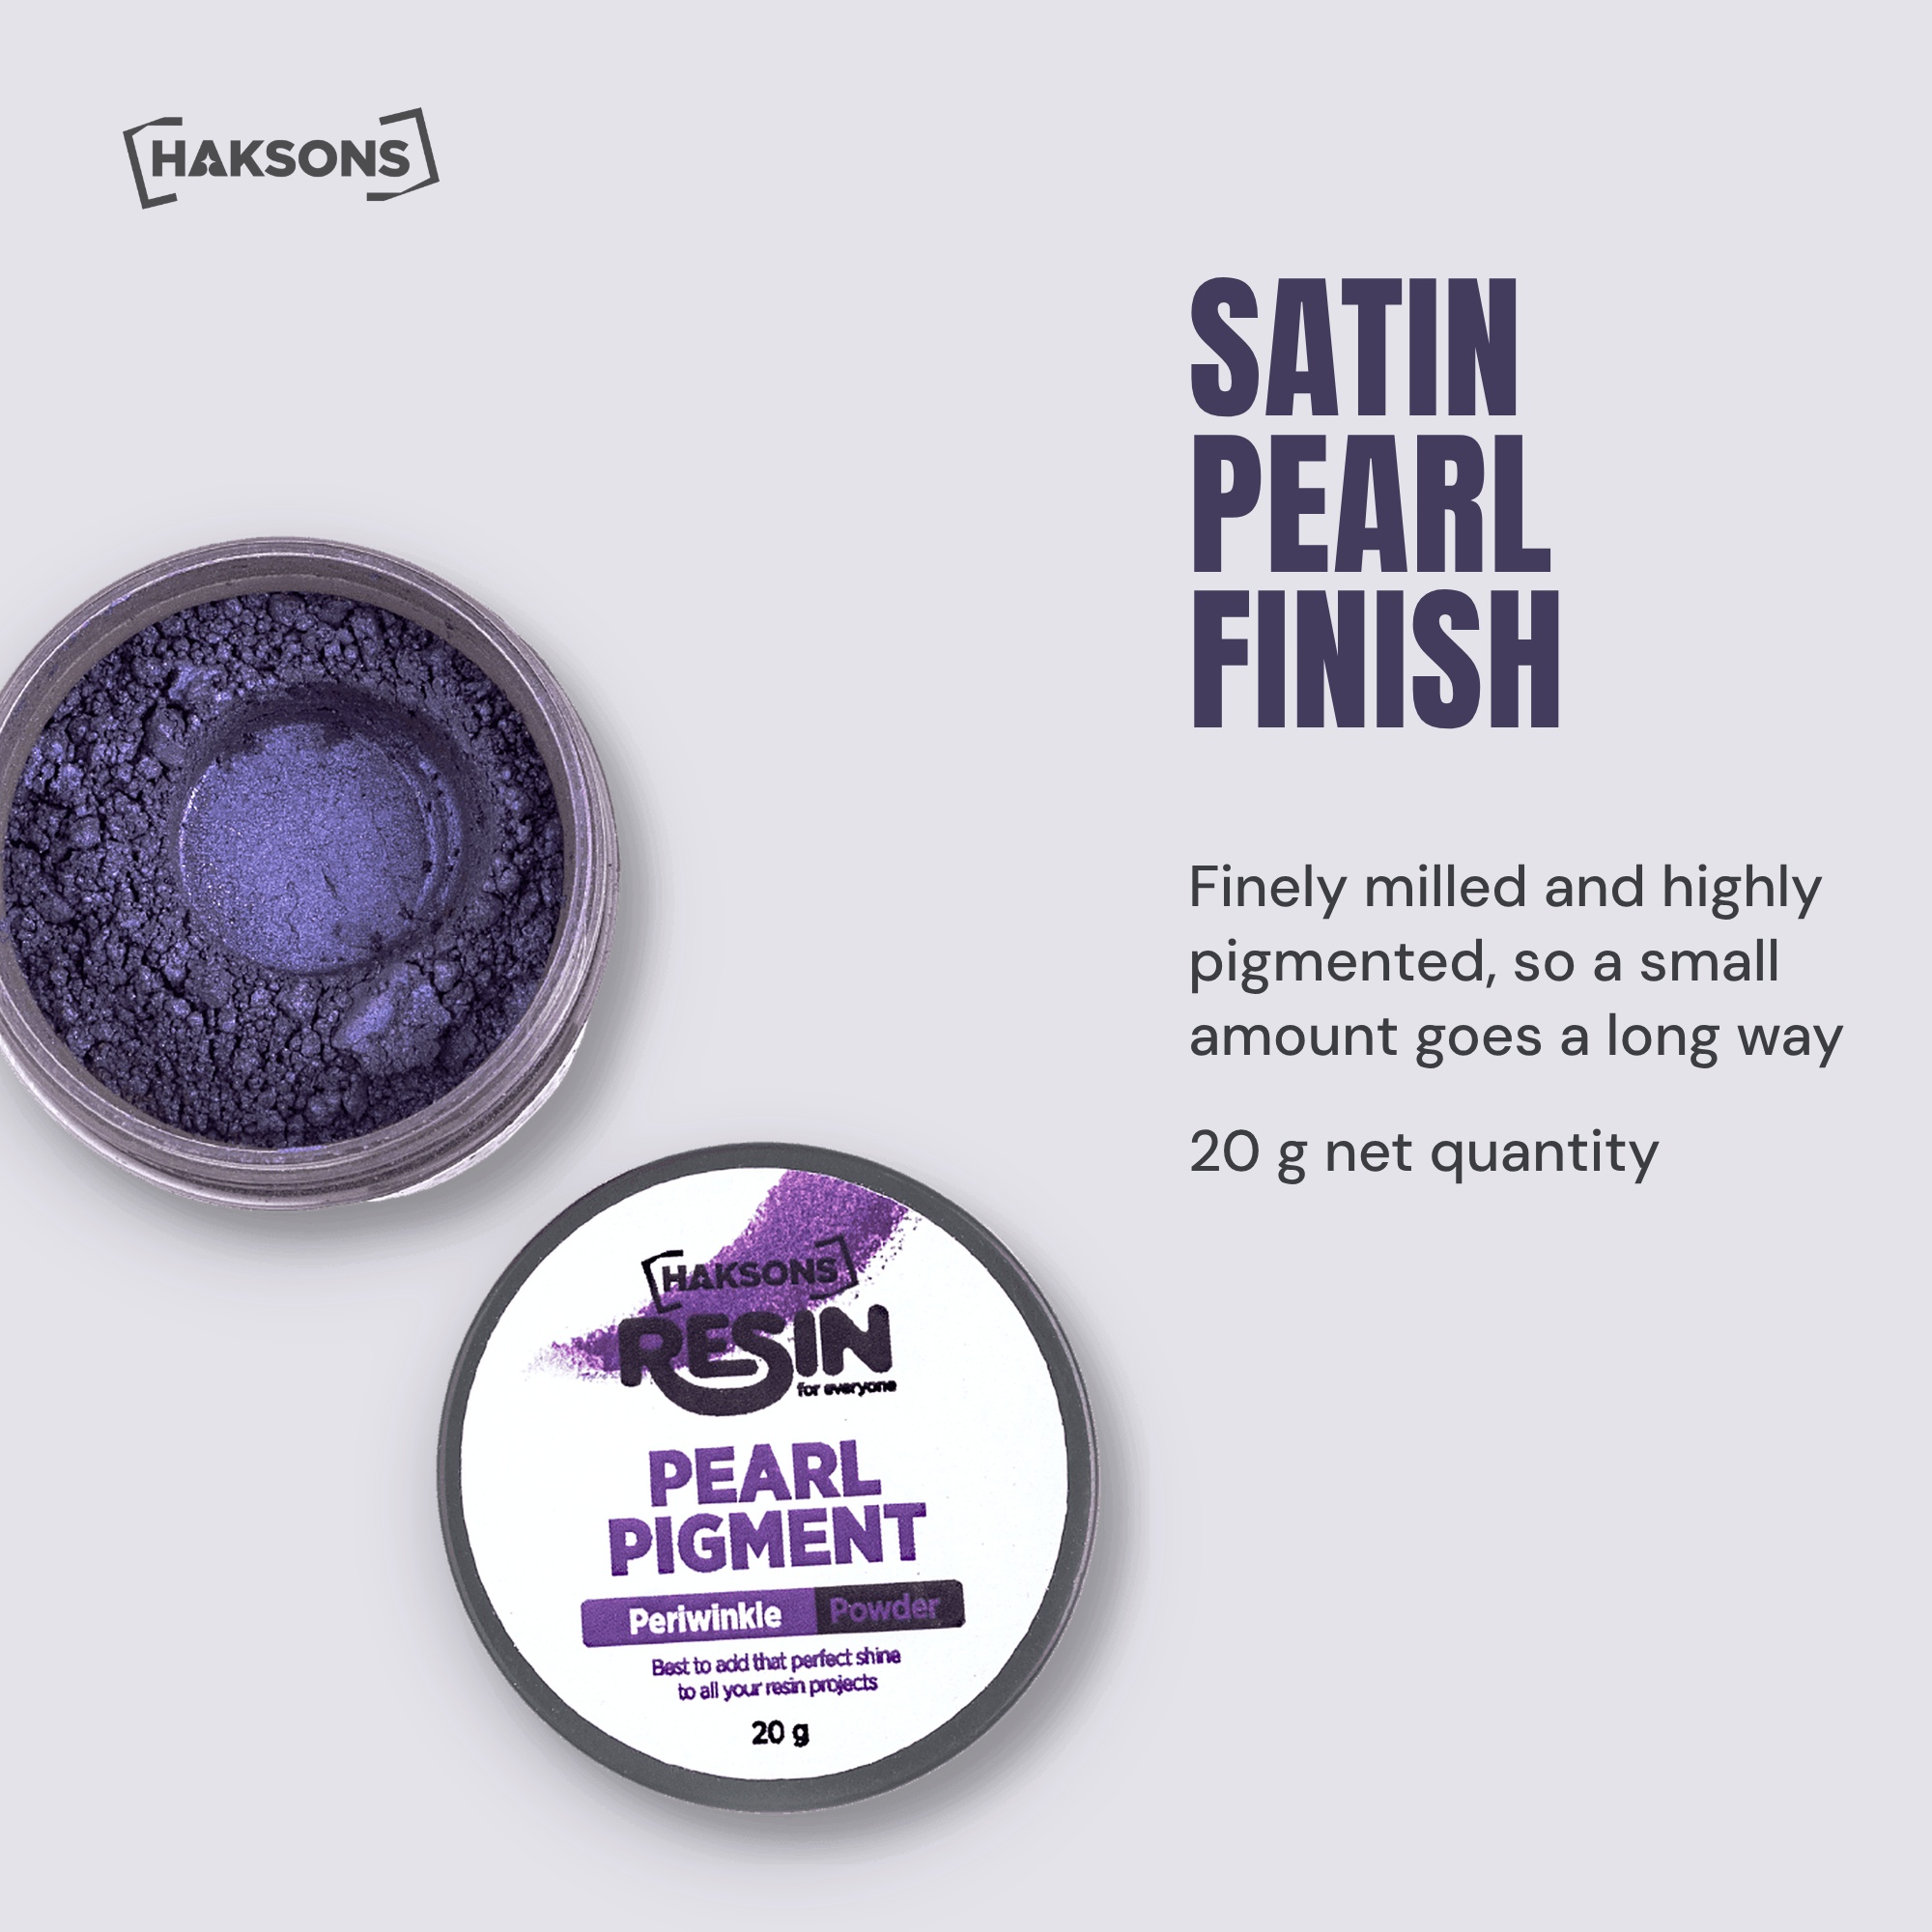 HAKSONS
SATIN
PEARL
FINISH
Finely milled and highly
pigmented, so a small
amount goes a long way
20 g net quantity
HAKSONS
RESIN
for everyone
PEARL
PIGMENT
Periwinkle Powder
Best to add that perfect shine
to all your resin projects
20 g